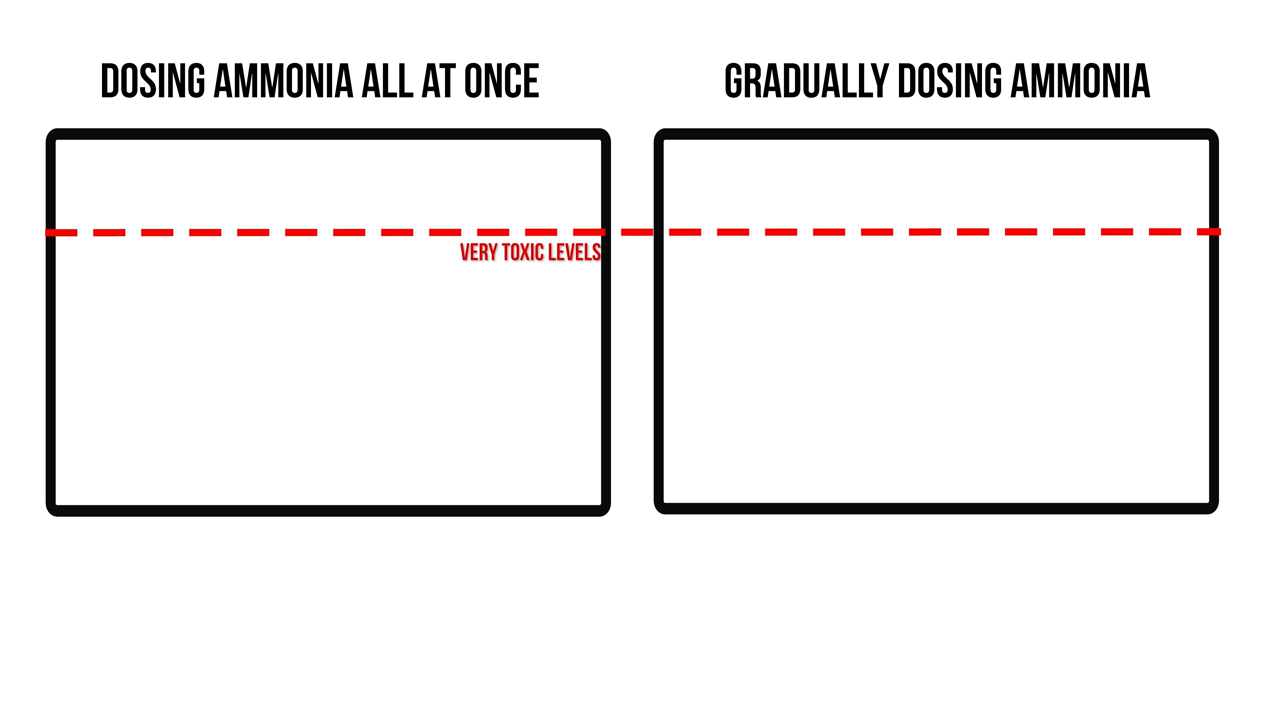 DOSING AMMONIA ALL AT ONCE
GRADUALLY DOSING AMMONIA
VERY TOXIC LEVELS